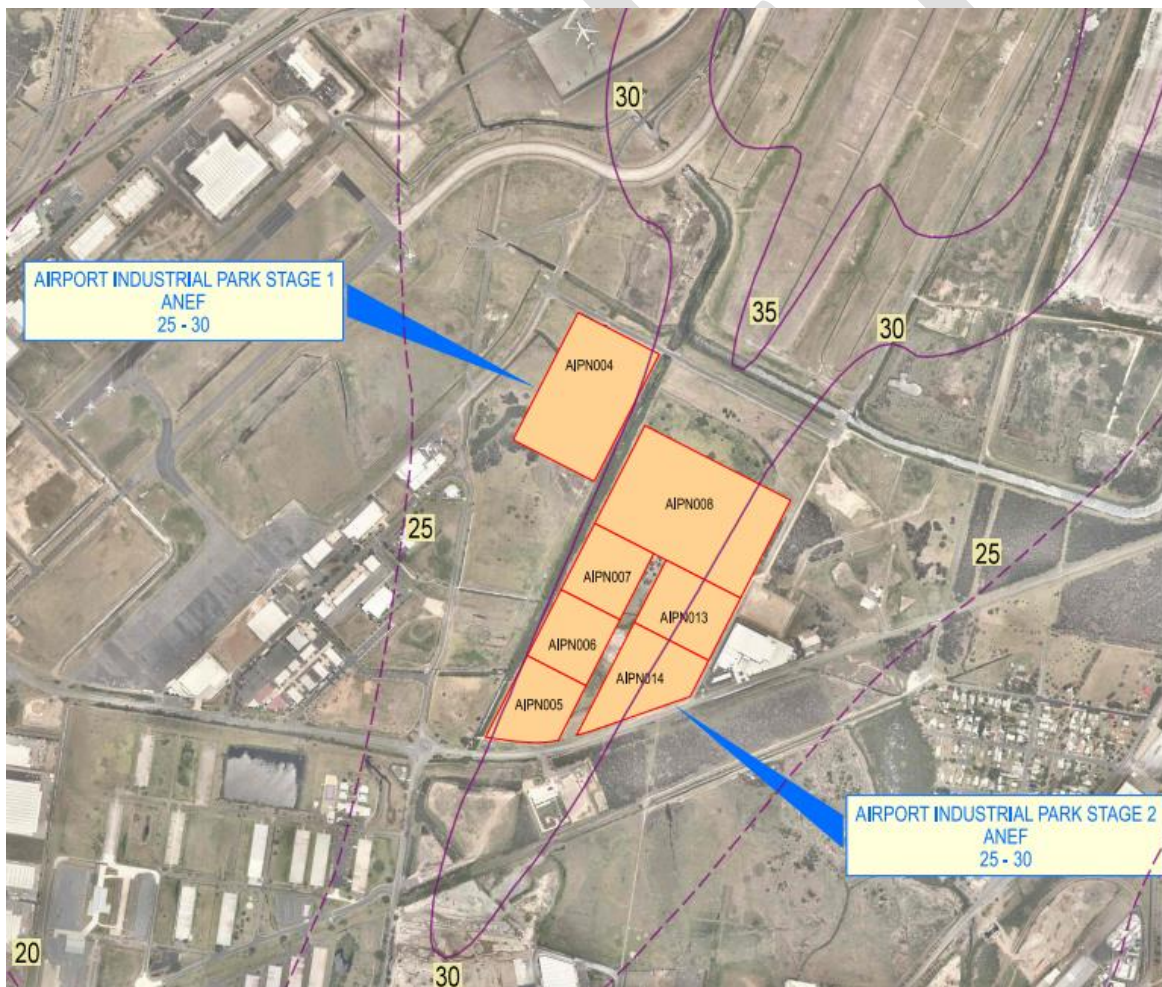 30
AIRPORT INDUSTRIAL PARK STAGE 1
ANEF
25 - 30
35
30
AIPN004
AIPN008
25
25
AIPN007
AIPN013
AIPN006
AIPN014
AIPN005
AIRPORT INDUSTRIAL PARK STAGE 2
ANEF
25 - 30
20
30